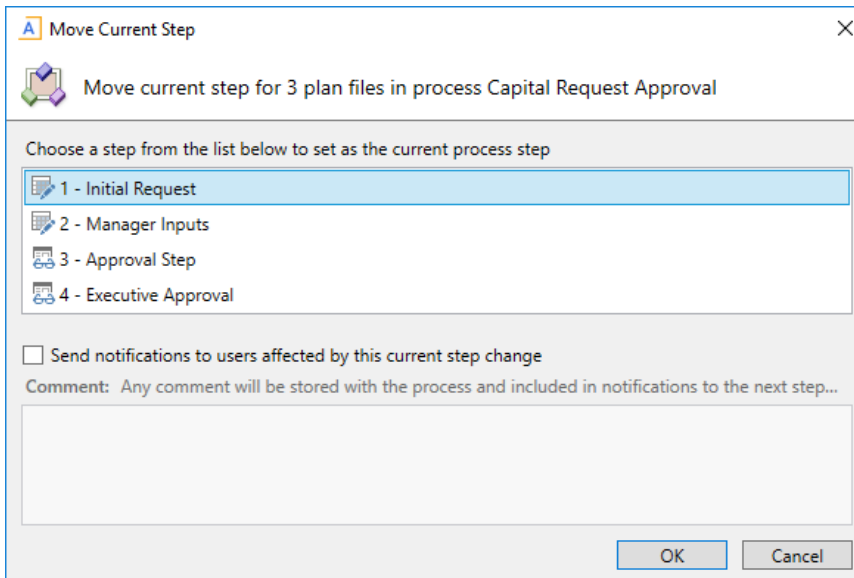 A Move Current Step
Move current step for 3 plan files in process Capital Request Approval
Choose a step from the list below to set as the current process step
1 - Initial Request
2 - Manager Inputs
3 - Approval Step
4 - Executive Approval
Send notifications to users affected by this current step change
Comment: Any comment will be stored with the process and included in notifications to the next step...
OK Cancel